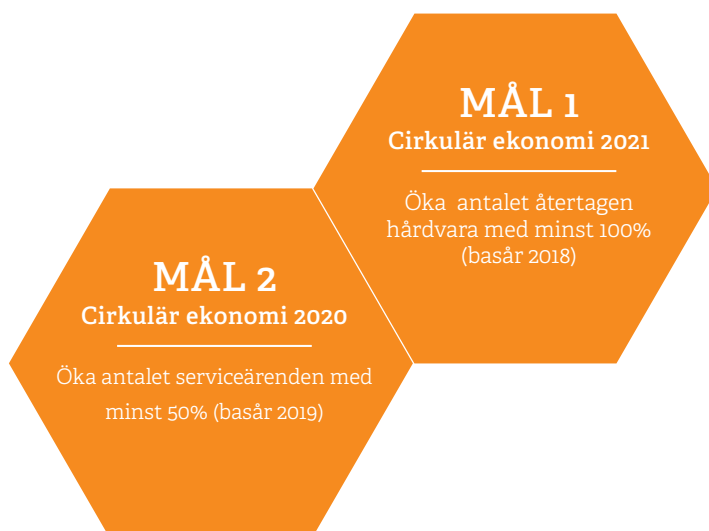 MÅL 1
Cirkulär ekonomi 2021
Öka antalet återtagen
hårdvara med minst 100%
(basår 2018)
MÅL 2
Cirkulär ekonomi 2020
Öka antalet serviceärenden med
minst 50% (basår 2019)